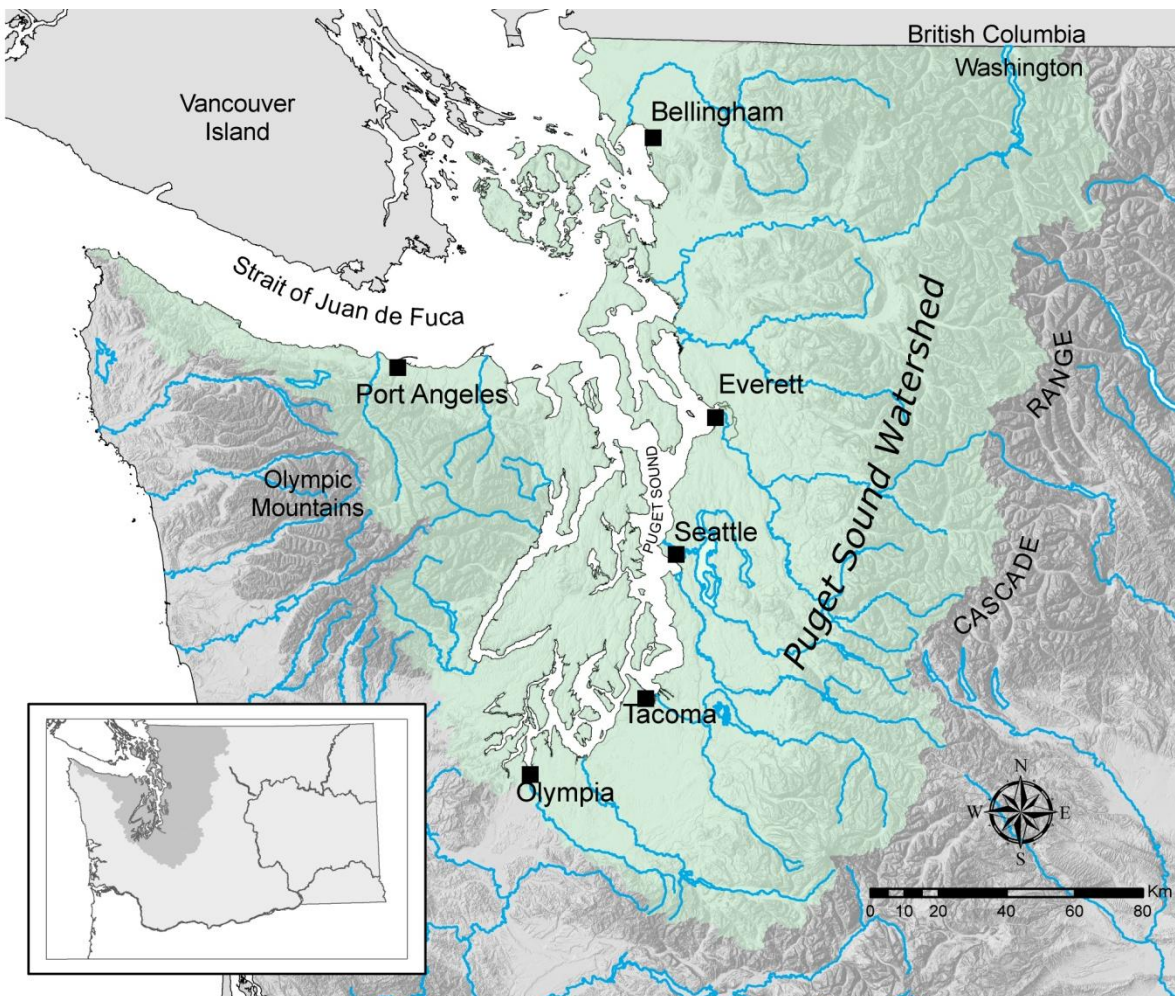 British Columbia
Washington
Vancouver
Island
Bellingham
Strait of Juan de Fuca
Port Angeles
Everett
Puget Sound Watershed
RANGE
CASCADE
Olympic
Mountains
PUGET SOUND
Seattle
Tacoma
Olympia
N
W E
S
Km
0 10 20 40 60 80